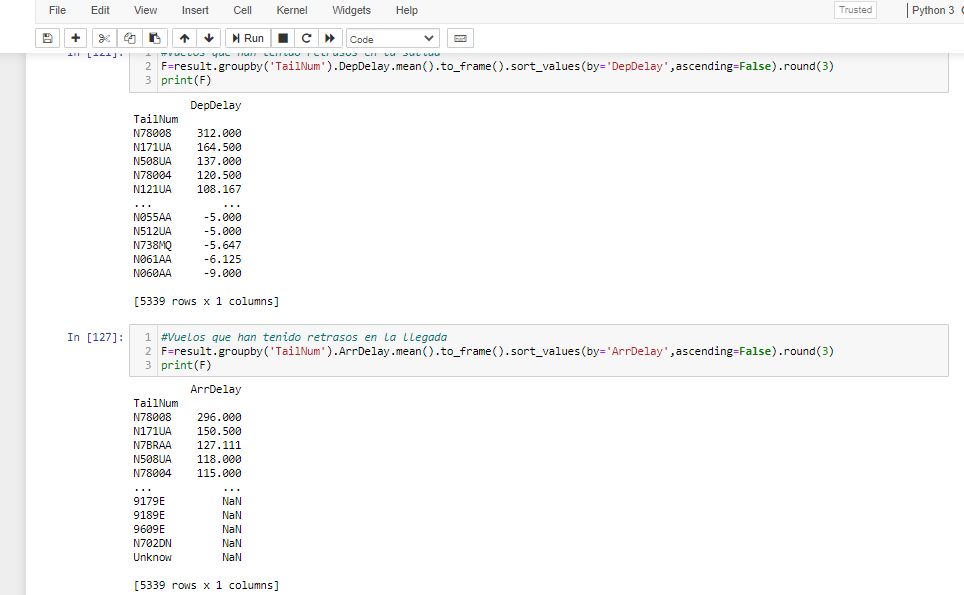 File Edit View Insert Cell Kernel Widgets Help Trusted Python 3
Run Code
In [121]: 1 #Vuelos que han tenido retrasos en la salida
2 F=result.groupby('TailNum').DepDelay.mean().to_frame().sort_values(by='DepDelay',ascending=False).round(3)
3 print(F)
DepDelay
TailNum
N78008 312.000
N171UA 164.500
N508UA 137.000
N78004 120.500
N121UA 108.167
... ...
N055AA -5.000
N512UA -5.000
N738MQ -5.647
N061AA -6.125
N060AA -9.000
[5339 rows x 1 columns]
In [127]: 1 #Vuelos que han tenido retrasos en la llegada
2 F=result.groupby('TailNum').ArrDelay.mean().to_frame().sort_values(by='ArrDelay',ascending=False).round(3)
3 print(F)
ArrDelay
TailNum
N78008 296.000
N171UA 150.500
N7BRAA 127.111
N508UA 118.000
N78004 115.000
... ...
9179E NaN
9189E NaN
9609E NaN
N702DN NaN
Unknow NaN
[5339 rows x 1 columns]